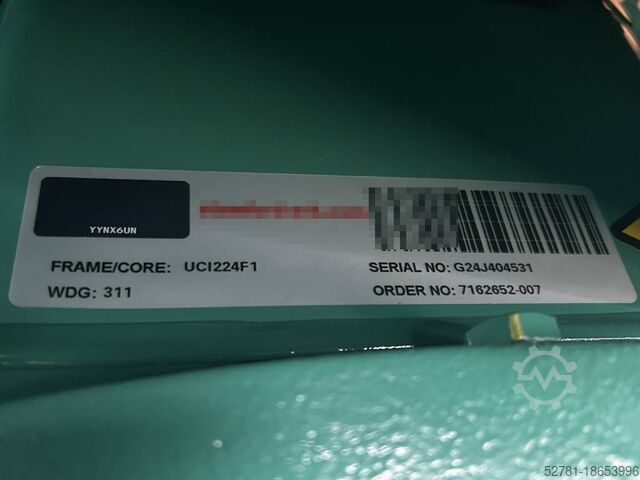 YYNX6UN
FRAME/CORE: UCI224F1
SERIAL NO: G24J404531
WDG: 311
ORDER NO: 7162652-007
52781-18653996